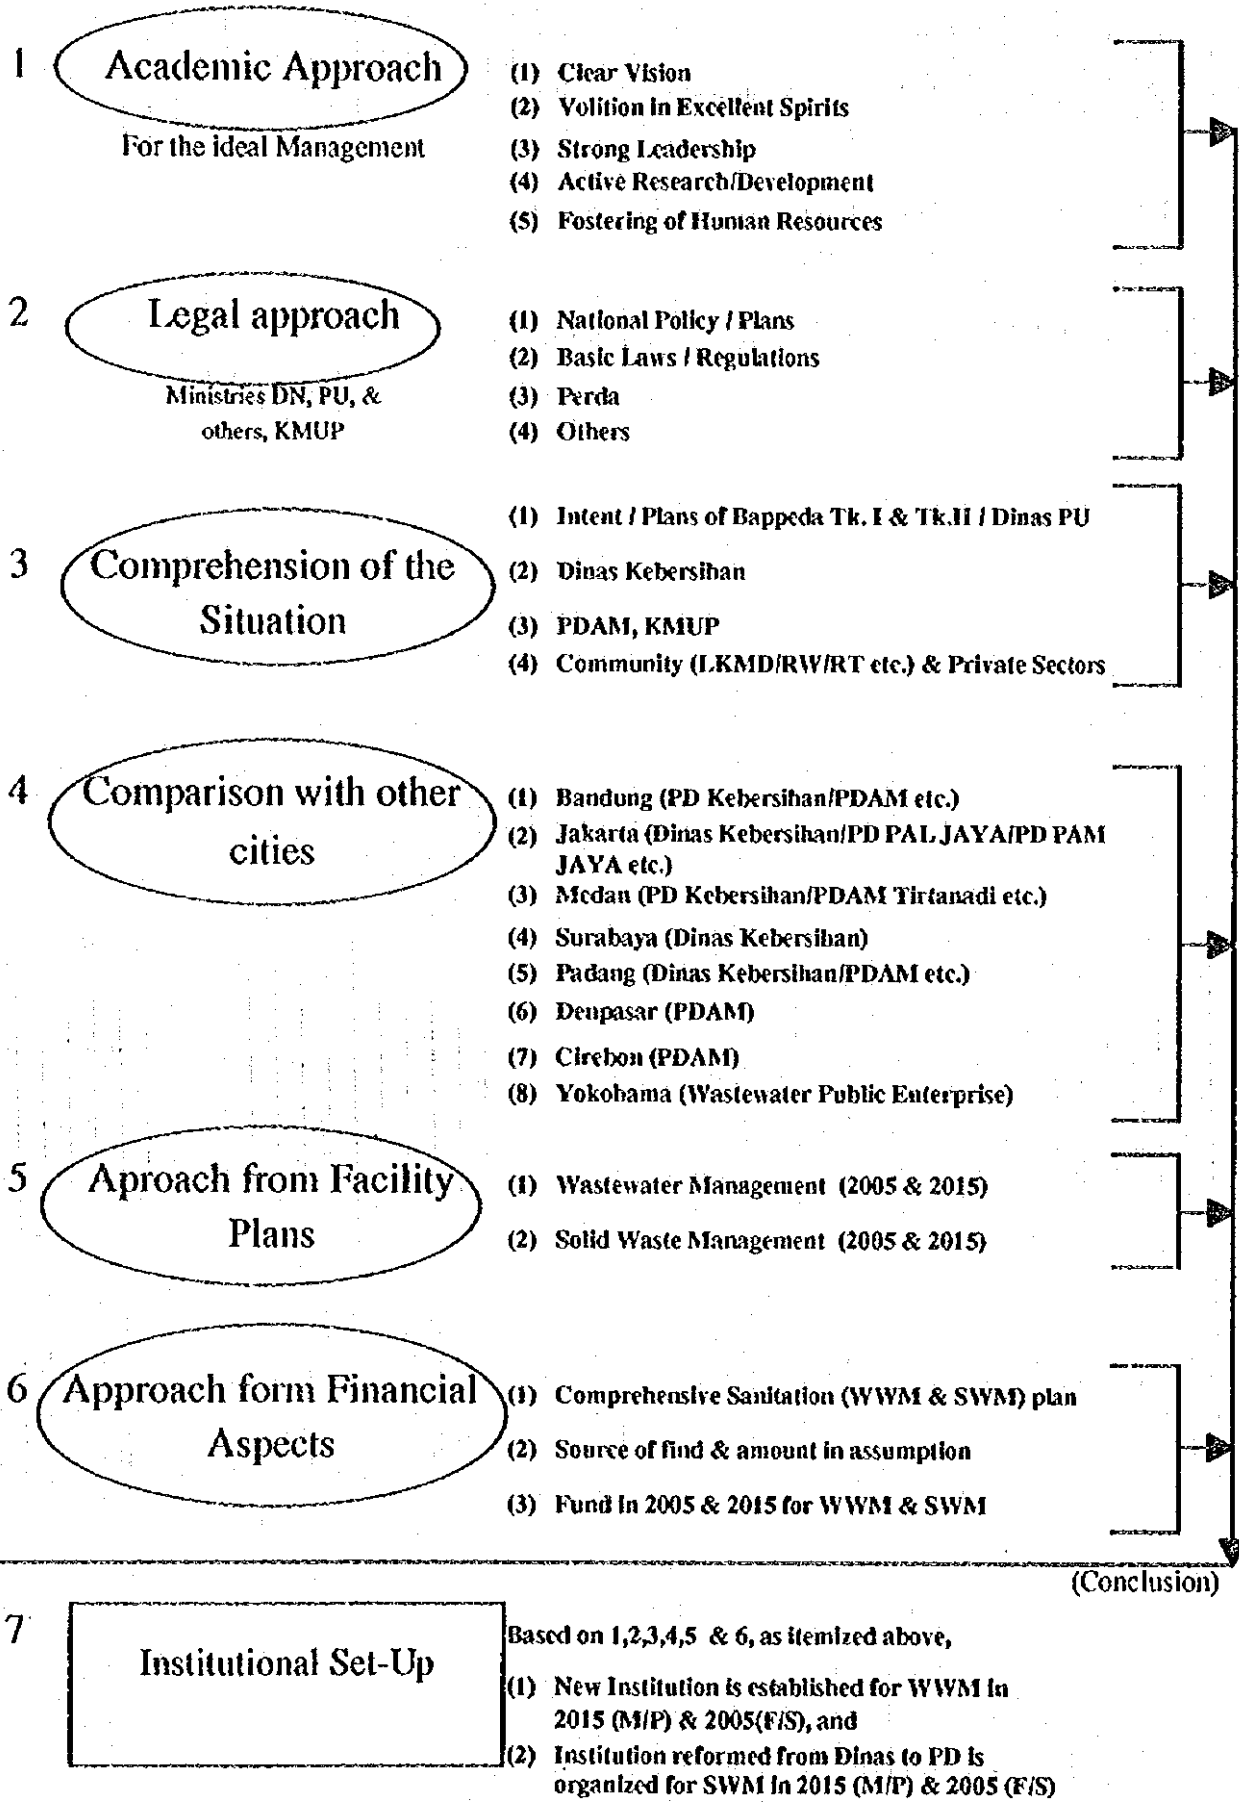 1 Academic Approach
For the ideal Management
(1) Clear Vision
(2) Volition in Excellent Spirits
(3) Strong Leadership
(4) Active Research/Development
(5) Fostering of Human Resources
2 Legal approach
Ministries DN, PU, &
others, KMUP
(1) National Policy / Plans
(2) Basic Laws / Regulations
(3) Perda
(4) Others
3 Comprehension of the
Situation
(1) Intent / Plans of Bappeda Tk. I & Tk.II / Dinas PU
(2) Dinas Kebersihan
(3) PDAM, KMUP
(4) Community (LKMD/RW/RT etc.) & Private Sectors
4 Comparison with other
cities
(1) Bandung (PD Kebersihan/PDAM etc.)
(2) Jakarta (Dinas Kebersihan/PD PAL JAYA/PD PAM
JAYA etc.)
(3) Medan (PD Kebersihan/PDAM Tirtanadi etc.)
(4) Surabaya (Dinas Kebersihan)
(5) Padang (Dinas Kebersihan/PDAM etc.)
(6) Denpasar (PDAM)
(7) Cirebon (PDAM)
(8) Yokohama (Wastewater Public Enterprise)
5 Aproach from Facility
Plans
(1) Wastewater Management (2005 & 2015)
(2) Solid Waste Management (2005 & 2015)
6 Approach form Financial
Aspects
(1) Comprehensive Sanitation (WWM & SWM) plan
(2) Source of find & amount in assumption
(3) Fund in 2005 & 2015 for WWM & SWM
(Conclusion)
7 Institutional Set-Up
Based on 1,2,3,4,5 & 6, as itemized above,
(1) New Institution is established for WWM in
2015 (M/P) & 2005(F/S), and
(2) Institution reformed from Dinas to PD is
organized for SWM in 2015 (M/P) & 2005 (F/S)